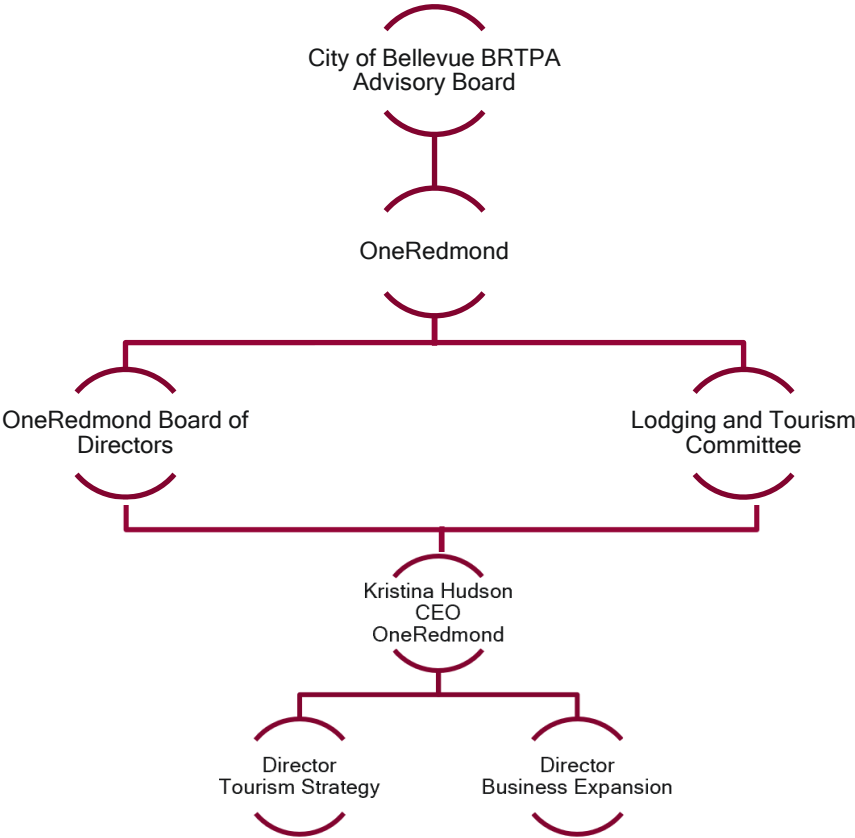 City of Bellevue BRTPA
Advisory Board
OneRedmond
OneRedmond Board of
Directors
Lodging and Tourism
Committee
Kristina Hudson
CEO
OneRedmond
Director
Tourism Strategy
Director
Business Expansion